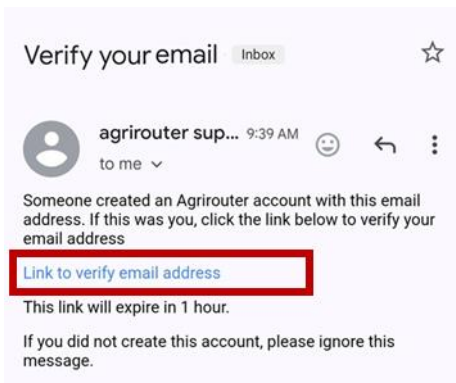 Verify your email Inbox
agrirouter sup... 9:39 AM
to me
Someone created an Agrirouter account with this email
address. If this was you, click the link below to verify your
email address
Link to verify email address
This link will expire in 1 hour.
If you did not create this account, please ignore this
message.